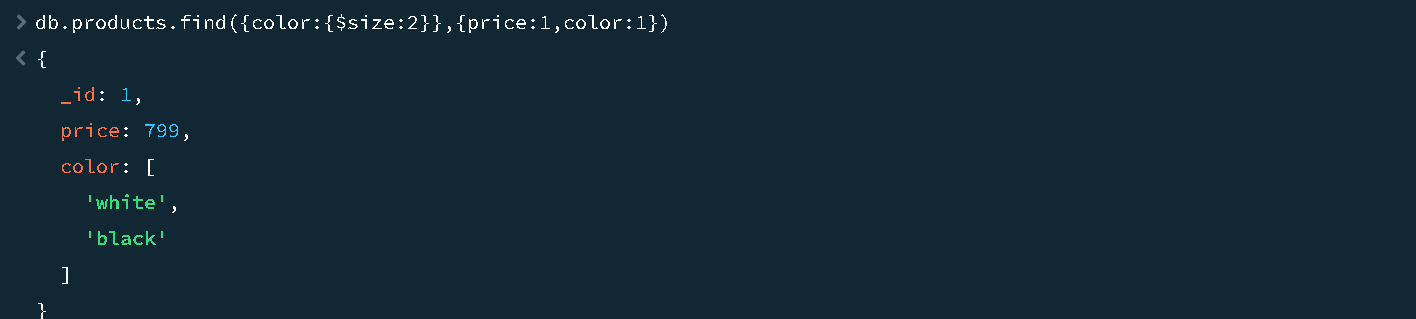 > db.products.find({color:{$size:2}},{price:1,color:1})
< {
_id: 1,
price: 799,
color: [
'white',
'black'
]
}